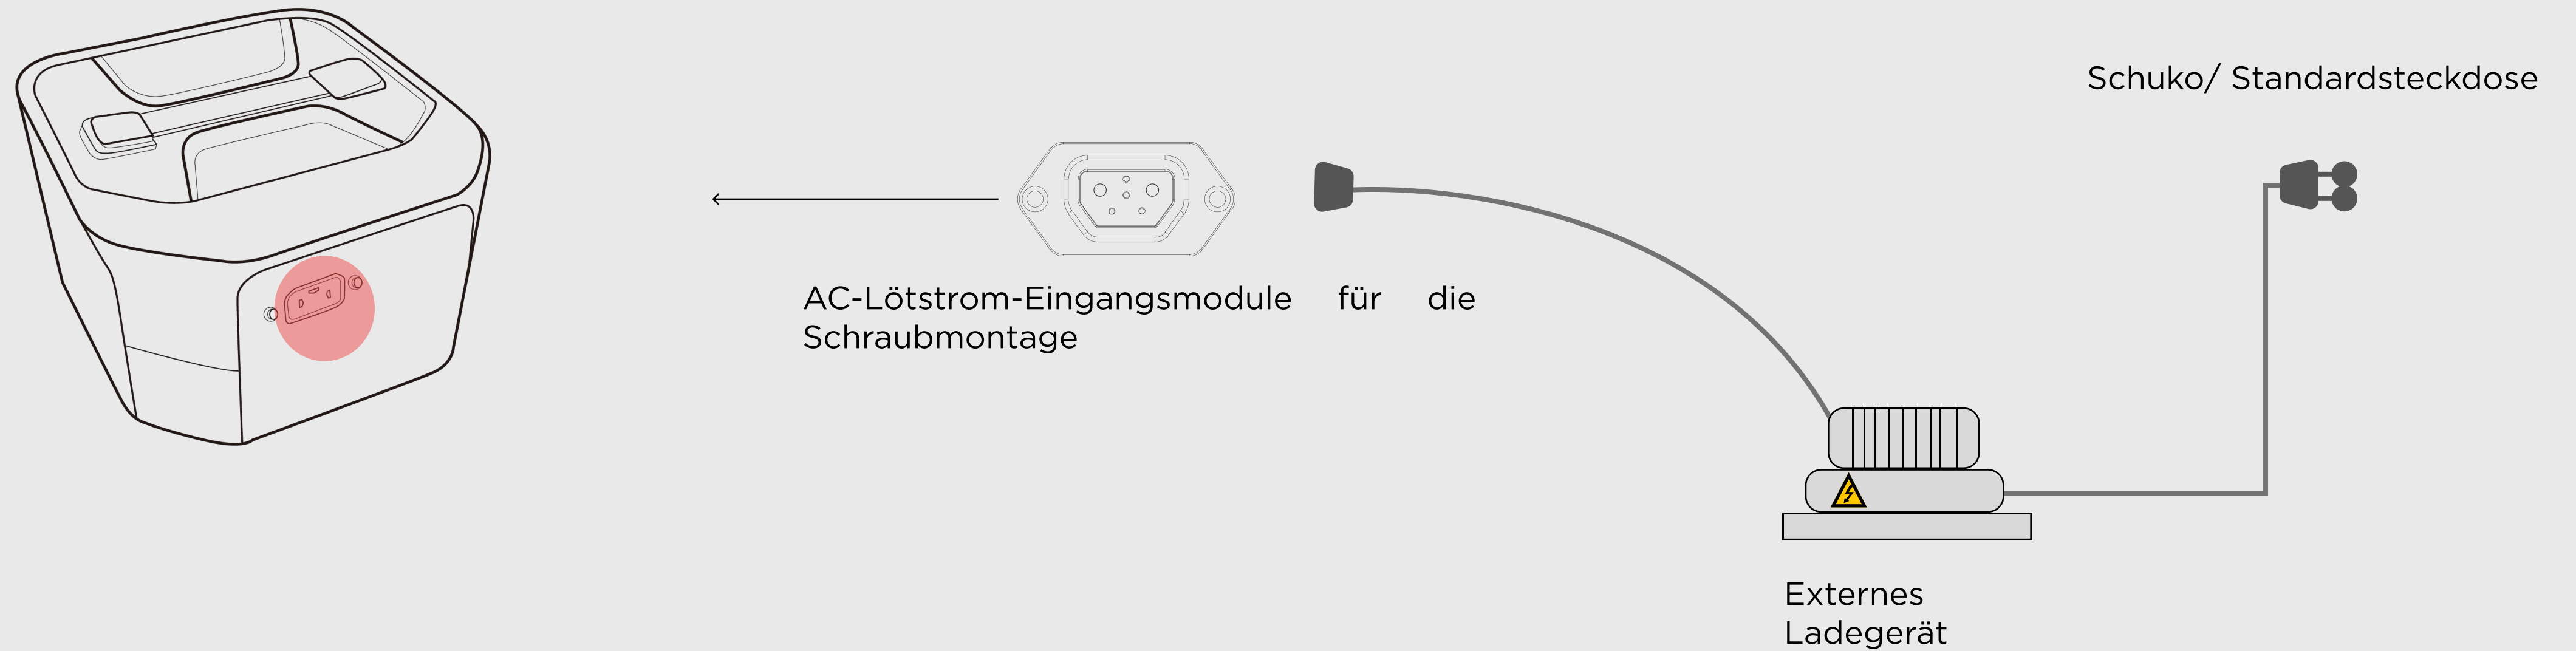 Schuko/ Standardsteckdose
AC-Lötstrom-Eingangsmodule für die
Schraubmontage
Externes
Ladegerät